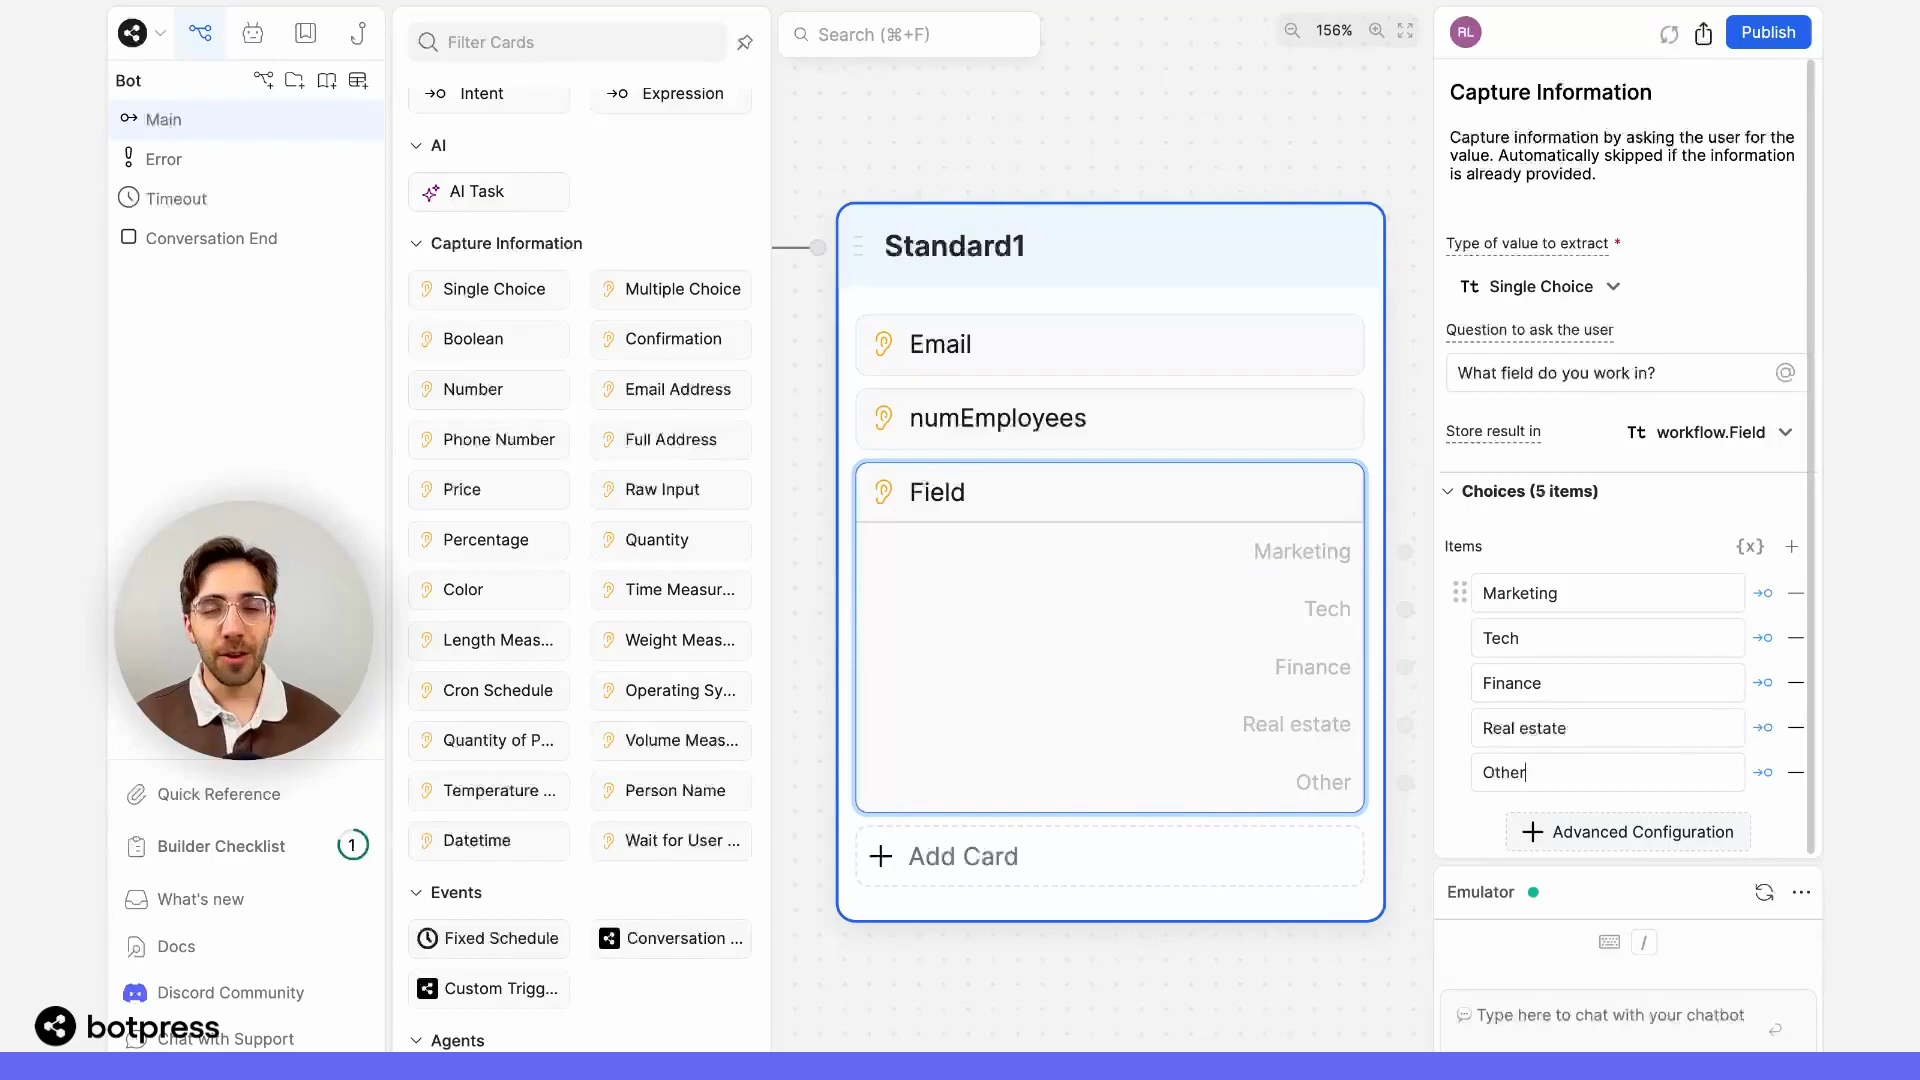 Bot
Main
Error
Timeout
Conversation End
Quick Reference
Builder Checklist
1
What's new
Docs
Discord Community
Chat with Support
botpress
Filter Cards
Intent
Expression
AI
AI Task
Capture Information
Single Choice
Multiple Choice
Boolean
Confirmation
Number
Email Address
Phone Number
Full Address
Price
Raw Input
Percentage
Quantity
Color
Time Measur...
Length Meas...
Weight Meas...
Cron Schedule
Operating Sy...
Quantity of P...
Volume Meas...
Temperature ...
Person Name
Datetime
Wait for User ...
Events
Fixed Schedule
Conversation ...
Custom Trigg...
Agents
Search (⌘+F)
156%
Standard1
Email
numEmployees
Field
Marketing
Tech
Finance
Real estate
Other
Add Card
RL
Publish
Capture Information
Capture information by asking the user for the
value. Automatically skipped if the information
is already provided.
Type of value to extract *
Tt Single Choice
Question to ask the user
What field do you work in?
@
Store result in
Tt workflow.Field
Choices (5 items)
Items
{x}
Marketing
Tech
Finance
Real estate
Other
Advanced Configuration
Emulator
/
Type here to chat with your chatbot